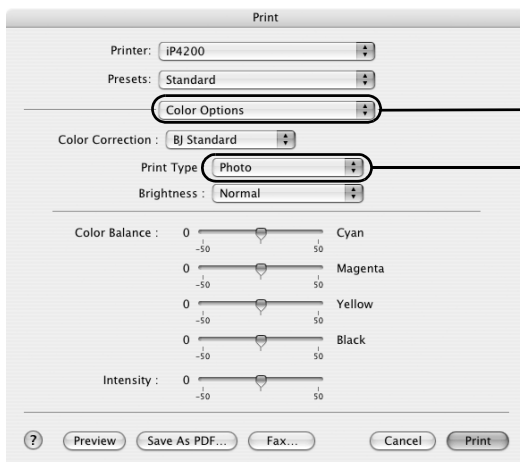 Print
Printer: iP4200
Presets: Standard
Color Options
Color Correction : BJ Standard
Print Type Photo
Brightness : Normal
Color Balance : 0 Cyan
-50 50
0 Magenta
-50 50
0 Yellow
-50 50
0 Black
-50 50
Intensity : 0
-50 50
? Preview Save As PDF... Fax... Cancel Print